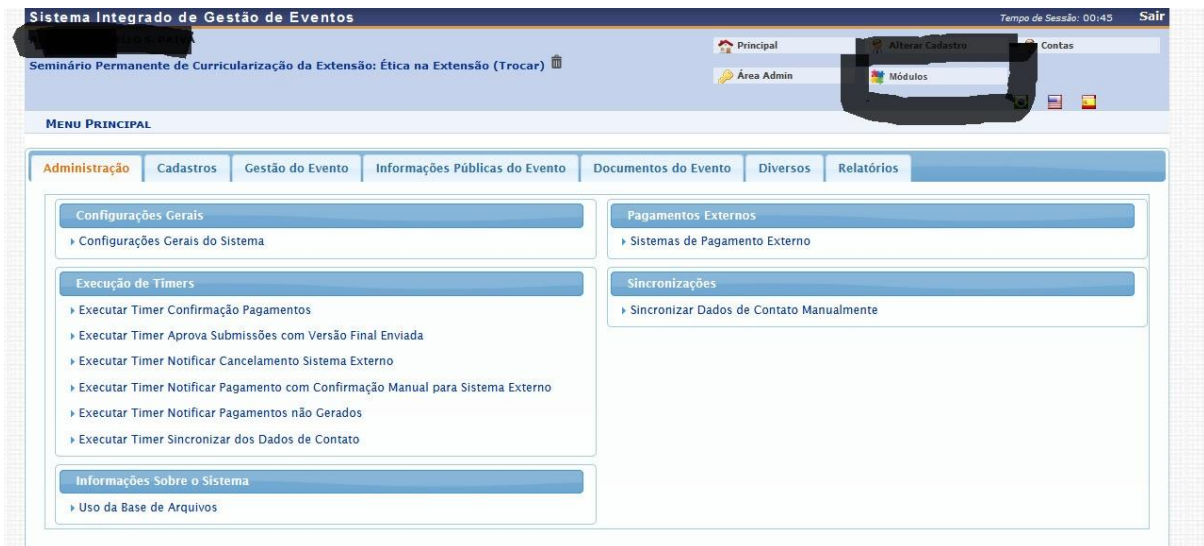 Sistema Integrado de Gestão de Eventos
Tempo de Sessão: 00:45 Sair
Principal
Alterar Cadastro
Contas
Seminário Permanente de Curricularização da Extensão: Ética na Extensão (Trocar)
Área Admin
Módulos
MENU PRINCIPAL
Administração Cadastros Gestão do Evento Informações Públicas do Evento Documentos do Evento Diversos Relatórios
Configurações Gerais
Configurações Gerais do Sistema
Execução de Timers
Executar Timer Confirmação Pagamentos
Executar Timer Aprova Submissões com Versão Final Enviada
Executar Timer Notificar Cancelamento Sistema Externo
Executar Timer Notificar Pagamento com Confirmação Manual para Sistema Externo
Executar Timer Notificar Pagamentos não Gerados
Executar Timer Sincronizar dos Dados de Contato
Informações Sobre o Sistema
Uso da Base de Arquivos
Pagamentos Externos
Sistemas de Pagamento Externo
Sincronizações
Sincronizar Dados de Contato Manualmente